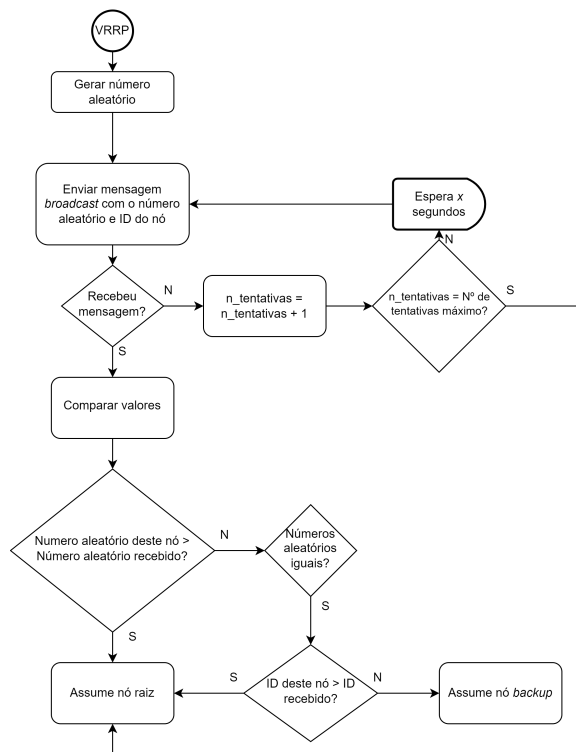 VRRP
Gerar número
aleatório
Enviar mensagem
broadcast com o número
aleatório e ID do nó
Espera x
segundos
N
Recebeu
mensagem?
N
n_tentativas =
n_tentativas + 1
n_tentativas = Nº de
tentativas máximo?
S
S
Comparar valores
Numero aleatório deste nó >
Número aleatório recebido?
N
Números
aleatórios
iguais?
S
S
Assume nó raiz
S
ID deste nó > ID
recebido?
N
Assume nó backup